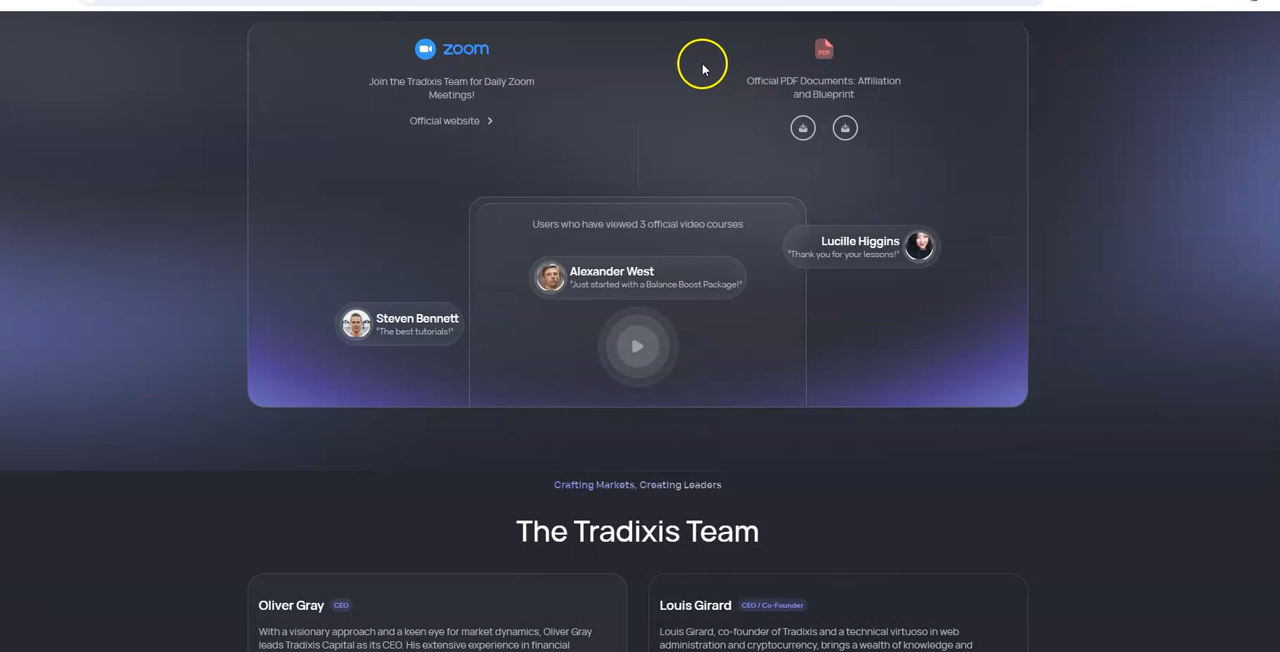 zoom
Join the Tradixis Team for Daily Zoom
Meetings!
Official website
PDF
Official PDF Documents: Affiliation
and Blueprint
Users who have viewed 3 official video courses
Lucille Higgins
"Thank you for your lessons!"
Alexander West
"Just started with a Balance Boost Package!"
Steven Bennett
"The best tutorials!"
Crafting Markets, Creating Leaders
The Tradixis Team
Oliver Gray CEO
With a visionary approach and a keen eye for market dynamics, Oliver Gray
leads Tradixis Capital as its CEO. His extensive experience in financial
Louis Girard CEO / Co-Founder
Louis Girard, co-founder of Tradixis and a technical virtuoso in web
administration and cryptocurrency, brings a wealth of knowledge and